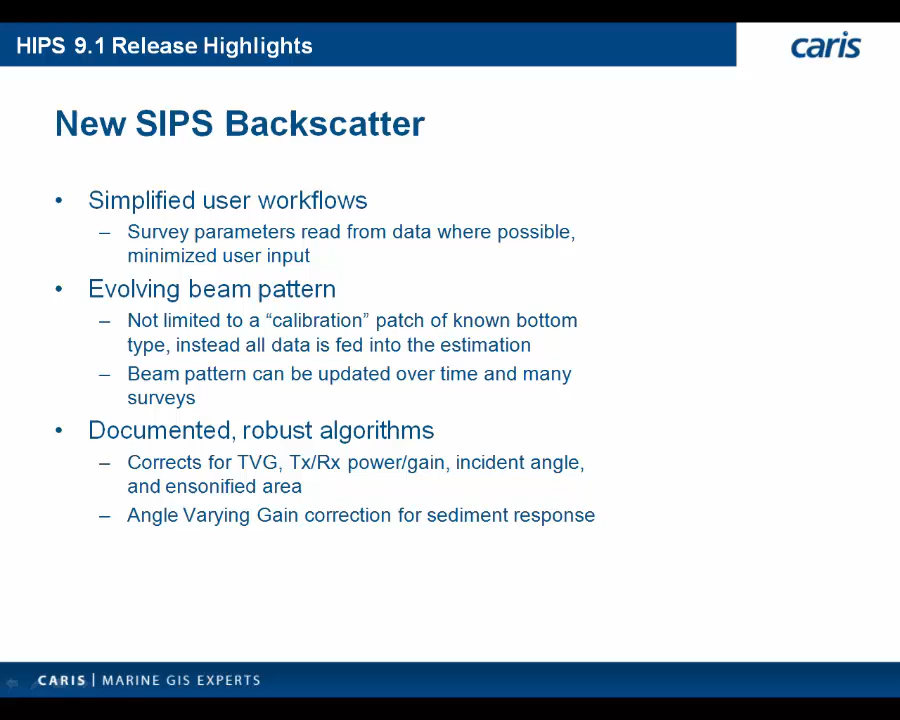 HIPS 9.1 Release Highlights
caris
New SIPS Backscatter
• Simplified user workflows
– Survey parameters read from data where possible,
minimized user input
• Evolving beam pattern
– Not limited to a “calibration” patch of known bottom
type, instead all data is fed into the estimation
– Beam pattern can be updated over time and many
surveys
• Documented, robust algorithms
– Corrects for TVG, Tx/Rx power/gain, incident angle,
and ensonified area
– Angle Varying Gain correction for sediment response
CARIS | MARINE GIS EXPERTS